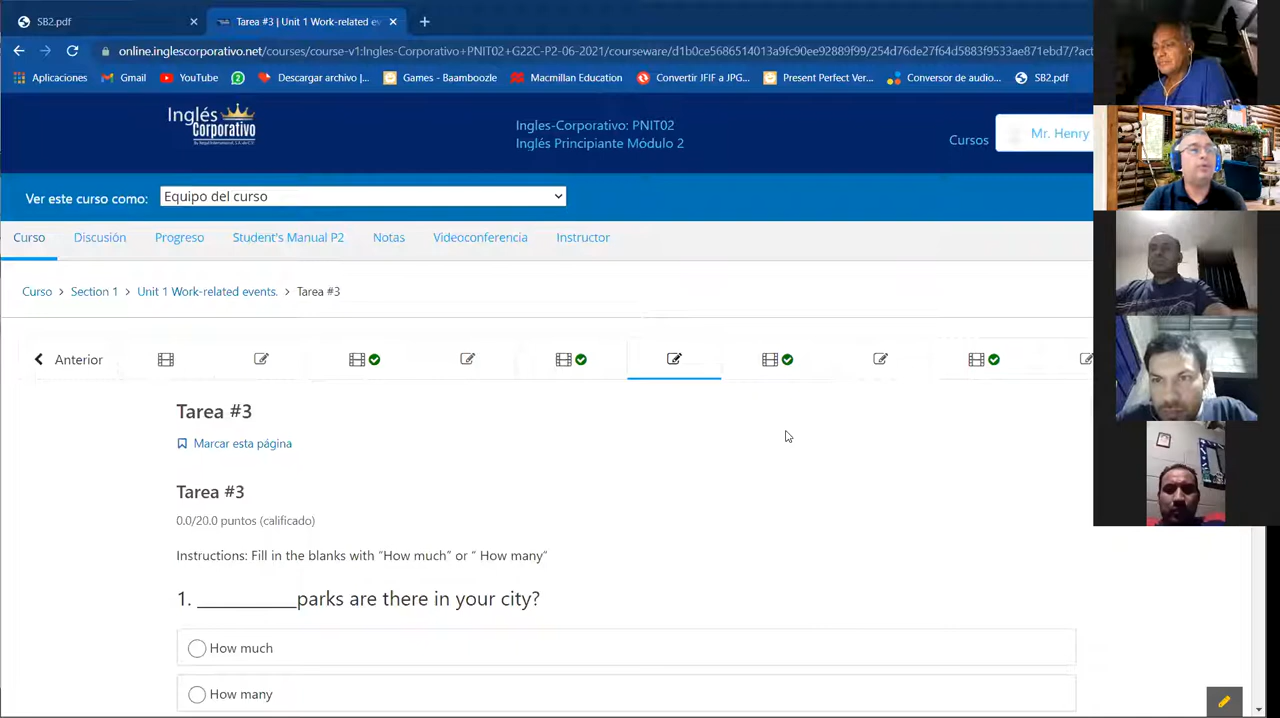 SB2.pdf
Tarea #3 | Unit 1 Work-related ev
online.inglescorporativo.net/courses/course-v1:Ingles-Corporativo+PNIT02+G22C-P2-06-2021/courseware/d1b0ce5686514013a9fc90ee92889f99/254d76de27f64d5883f9533ae871ebd7/?act
Aplicaciones
Gmail
YouTube
Descargar archivo |...
Games - Baamboozle
Macmillan Education
Convertir JFIF a JPG...
Present Perfect Ver...
Conversor de audio...
SB2.pdf
Inglés
Corporativo
Ingles-Corporativo: PNIT02
Inglés Principiante Módulo 2
Cursos
Mr. Henry
Ver este curso como:
Equipo del curso
Curso
Discusión
Progreso
Student's Manual P2
Notas
Videoconferencia
Instructor
Curso > Section 1 > Unit 1 Work-related events. > Tarea #3
Anterior
Tarea #3
Marcar esta página
Tarea #3
0.0/20.0 puntos (calificado)
Instructions: Fill in the blanks with “How much” or “ How many”
1. __________parks are there in your city?
How much
How many